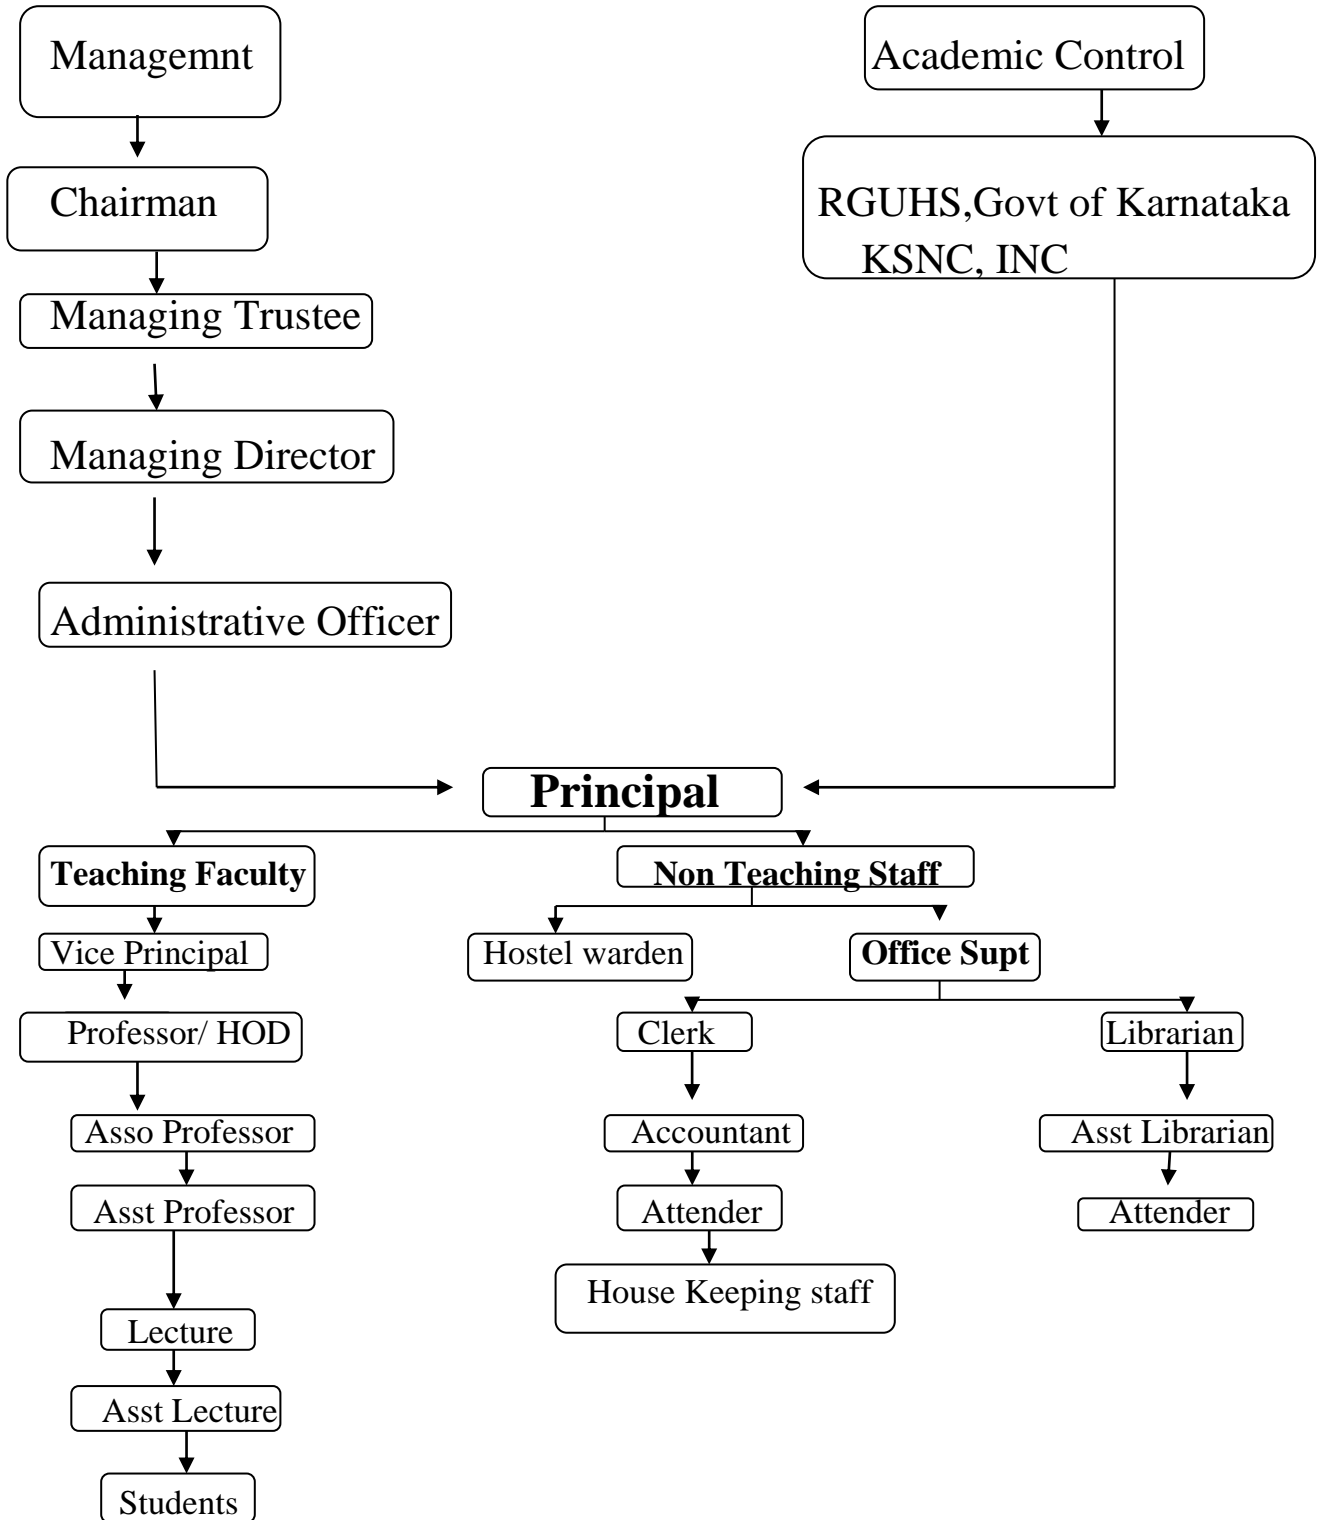 Managemnt
Academic Control
Chairman
RGUHS,Govt of Karnataka
KSNC, INC
Managing Trustee
Managing Director
Administrative Officer
Principal
Teaching Faculty
Non Teaching Staff
Vice Principal
Hostel warden
Office Supt
Professor/ HOD
Clerk
Librarian
Asso Professor
Accountant
Asst Librarian
Asst Professor
Attender
Attender
House Keeping staff
Lecture
Asst Lecture
Students